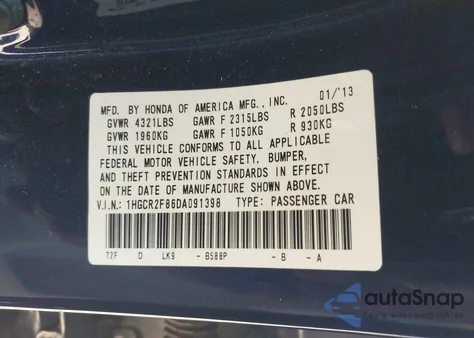 MFD. BY HONDA OF AMERICA MFG., INC. 01/'13
GVWR 4321LBS GAWR F 2315LBS R 2050LBS
GVWR 1960KG GAWR F 1050KG R 930KG
THIS VEHICLE CONFORMS TO ALL APPLICABLE
FEDERAL MOTOR VEHICLE SAFETY, BUMPER,
AND THEFT PREVENTION STANDARDS IN EFFECT
ON THE DATE OF MANUFACTURE SHOWN ABOVE.
V.I.N.: 1HGCR2F86DA091398 TYPE: PASSENGER CAR
T2F D LK9 - B588P - B - A
autoSnap